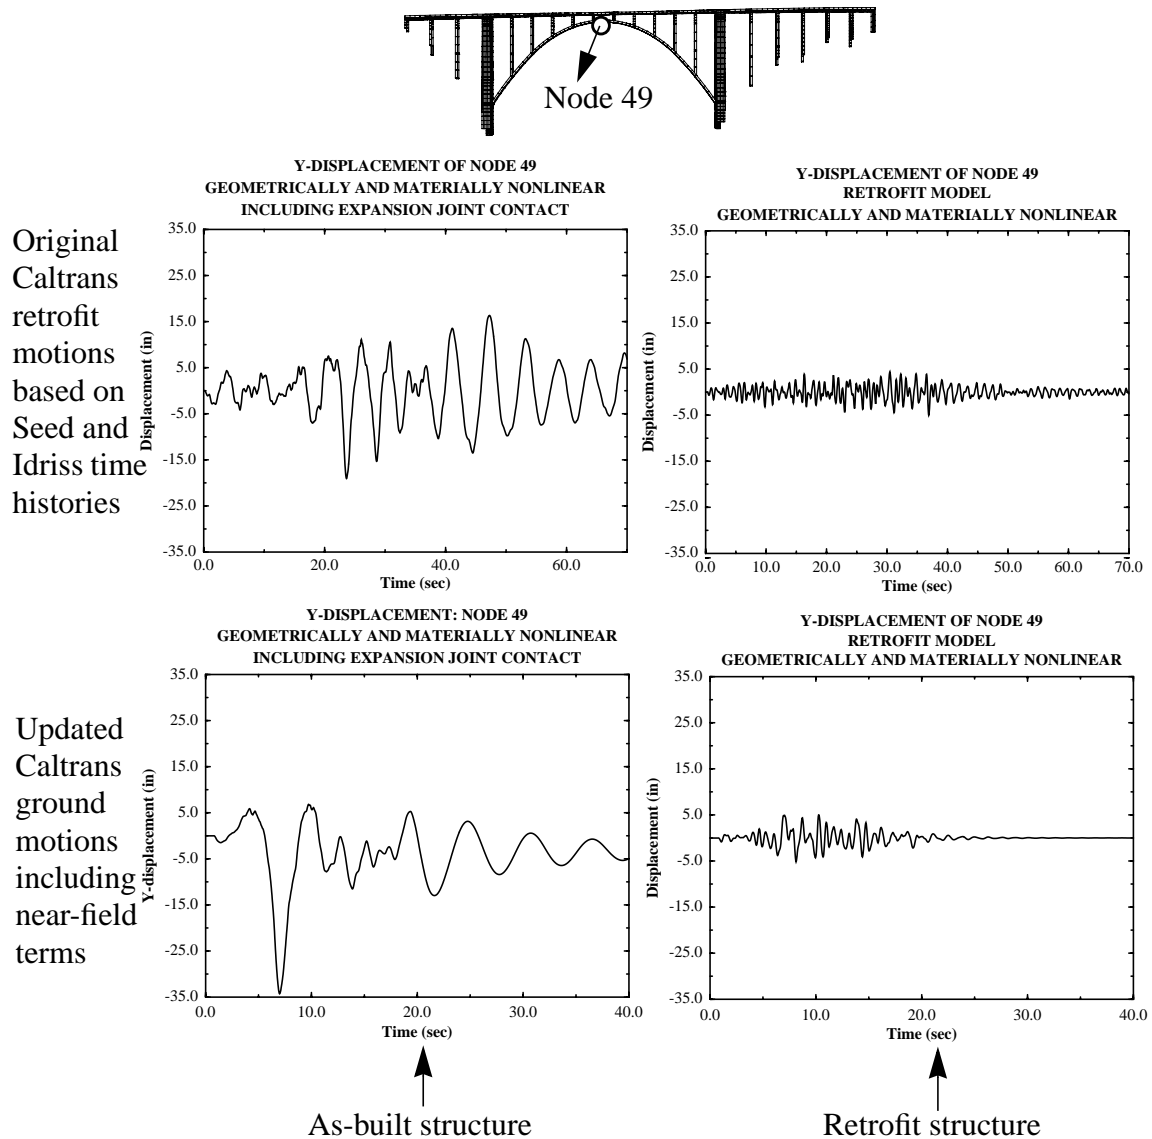 Node 49
Y-DISPLACEMENT OF NODE 49
GEOMETRICALLY AND MATERIALLY NONLINEAR
INCLUDING EXPANSION JOINT CONTACT
Original
Caltrans
retrofit
motions
based on
Seed and
Idriss time
histories
Displacement (in)
35.0
25.0
15.0
5.0
-5.0
-15.0
-25.0
-35.0
0.0 20.0 40.0 60.0
Time (sec)
Y-DISPLACEMENT OF NODE 49
RETROFIT MODEL
GEOMETRICALLY AND MATERIALLY NONLINEAR
Displacement (in)
35.0
25.0
15.0
5.0
-5.0
-15.0
-25.0
-35.0
0.0 10.0 20.0 30.0 40.0 50.0 60.0 70.0
Time (sec)
Y-DISPLACEMENT: NODE 49
GEOMETRICALLY AND MATERIALLY NONLINEAR
INCLUDING EXPANSION JOINT CONTACT
Updated
Caltrans
ground
motions
including
near-field
terms
Y-displacement (in)
35.0
25.0
15.0
5.0
-5.0
-15.0
-25.0
-35.0
0.0 10.0 20.0 30.0 40.0
Time (sec)
Y-DISPLACEMENT OF NODE 49
RETROFIT MODEL
GEOMETRICALLY AND MATERIALLY NONLINEAR
Displacement (in)
35.0
25.0
15.0
5.0
-5.0
-15.0
-25.0
-35.0
0.0 10.0 20.0 30.0 40.0
Time (sec)
As-built structure
Retrofit structure